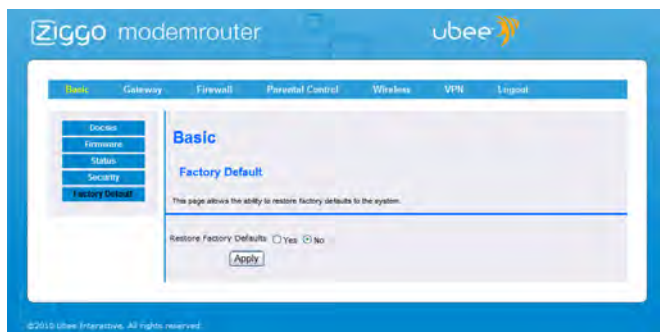 Ziggo modemrouter ubee
Basic Gateway Firewall Parental Control Wireless VPN Logout
Docsis
Firmware
Status
Security
Factory Default
Basic
Factory Default
This page allows the ability to restore factory defaults to the system.
Restore Factory Defaults Yes No
Apply
©2010 Ubee Interactive. All rights reserved.